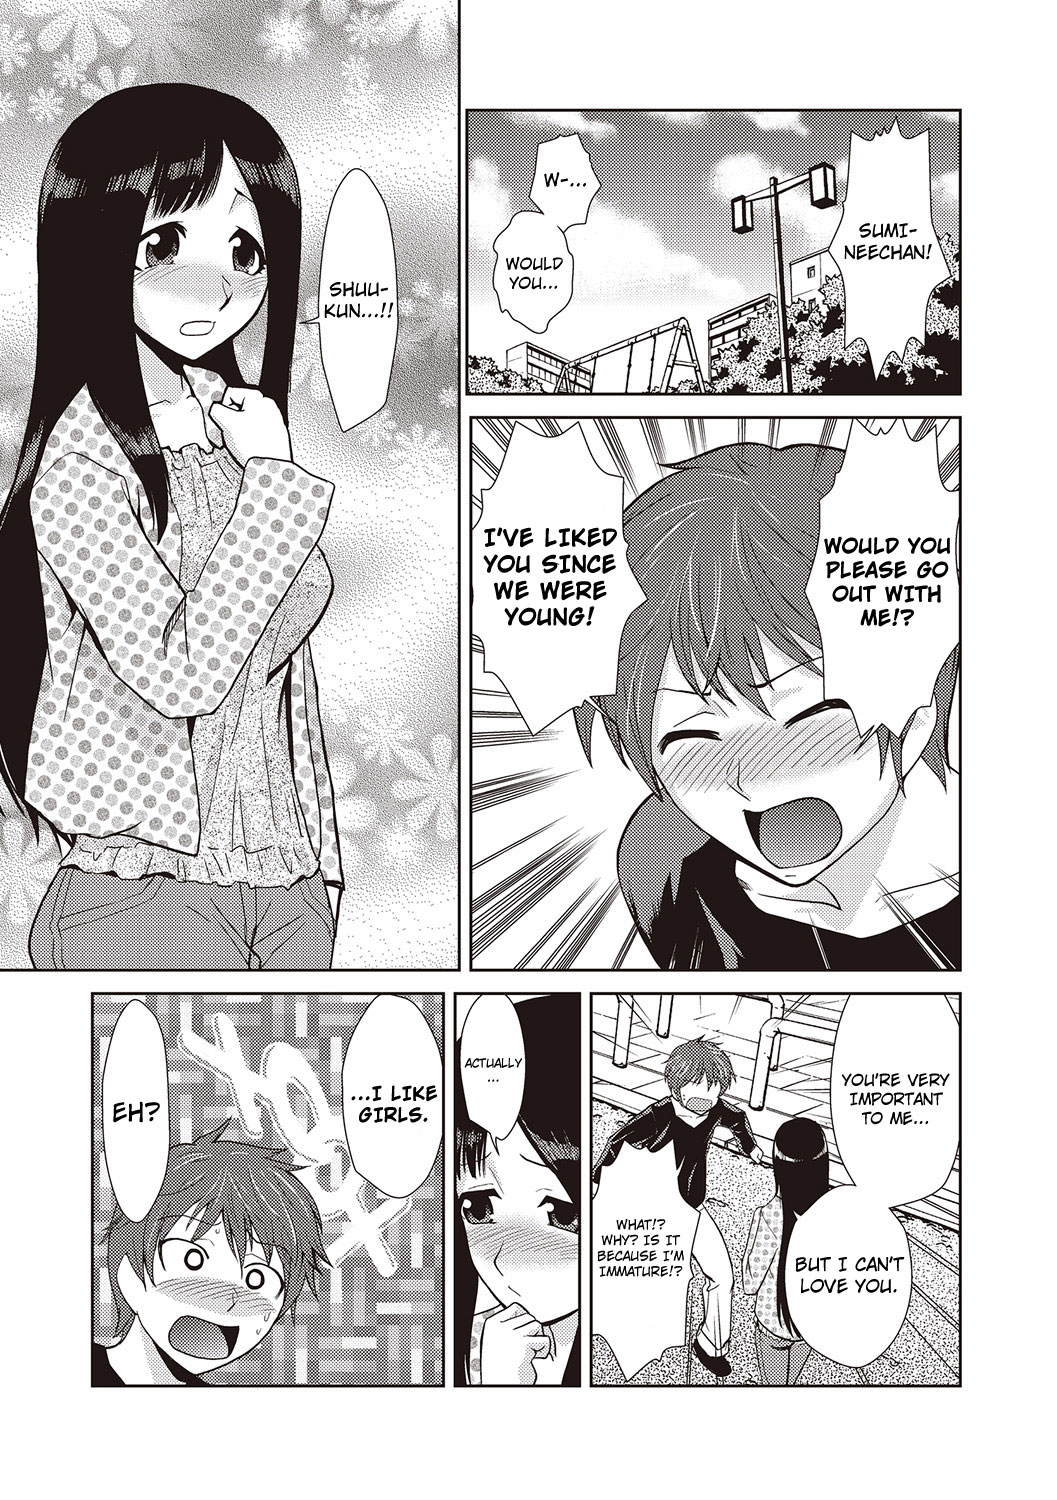 SUMI-
NEECHAN!
W-...
WOULD
YOU...
WOULD YOU
PLEASE GO
OUT WITH
ME!?
I'VE LIKED
YOU SINCE
WE WERE
YOUNG!
SHUU-
KUN...!!
YOU'RE VERY
IMPORTANT
TO ME...
BUT I CAN'T
LOVE YOU.
WHAT!?
WHY? IS IT
BECAUSE I'M
IMMATURE!?
ACTUALLY
...
...I LIKE
GIRLS.
EH?